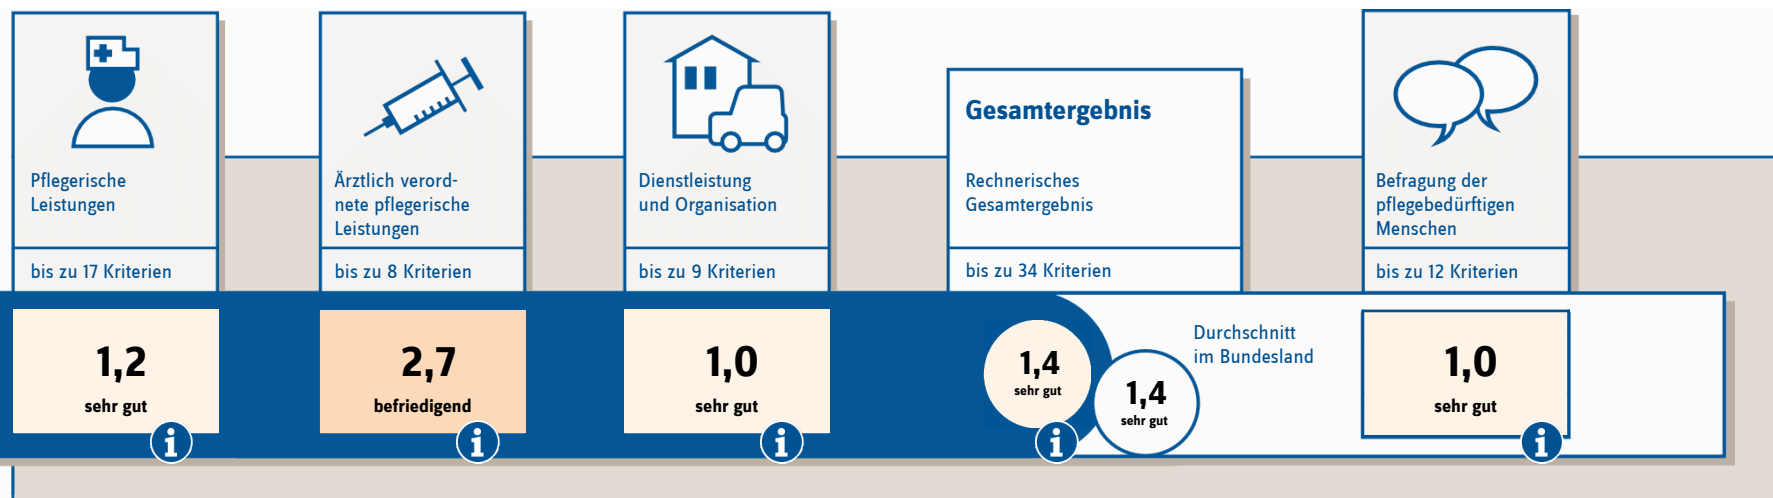 Pflegerische
Leistungen
bis zu 17 Kriterien
1,2
sehr gut
i
Ärztlich verord-
nete pflegerische
Leistungen
bis zu 8 Kriterien
2,7
befriedigend
i
Dienstleistung
und Organisation
bis zu 9 Kriterien
1,0
sehr gut
i
Gesamtergebnis
Rechnerisches
Gesamtergebnis
bis zu 34 Kriterien
1,4
sehr gut
i
Durchschnitt
im Bundesland
1,4
sehr gut
Befragung der
pflegebedürftigen
Menschen
bis zu 12 Kriterien
1,0
sehr gut
i